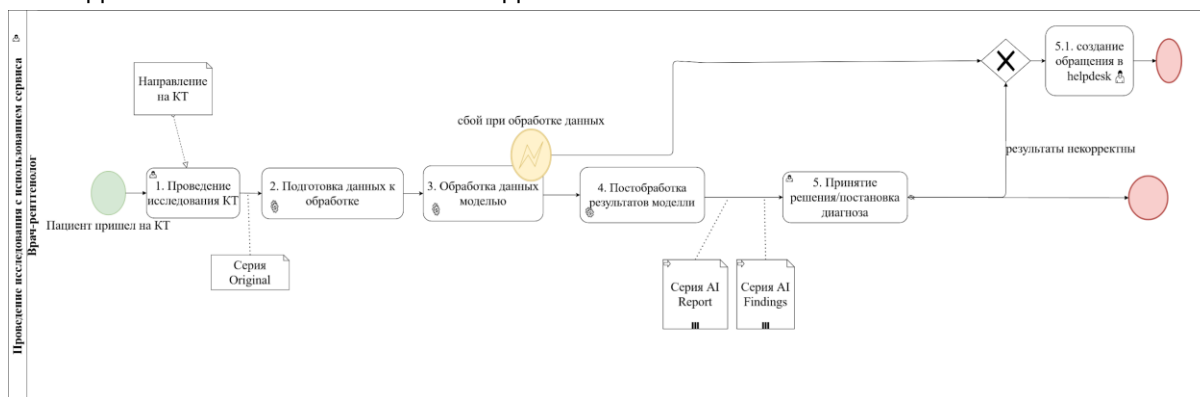 Проведение исследования с использованием сервиса
Врач-рентгенолог
Направление
на КТ
Пациент пришел на КТ
1. Проведение
исследования КТ
Серия
Original
2. Подготовка данных к
обработке
сбой при обработке данных
3. Обработка данных
моделью
4. Постобработка
результатов моделли
Серия AI
Report
Серия AI
Findings
5. Принятие
решения/постановка
диагноза
результаты некорректны
5.1. создание
обращения в
helpdesk